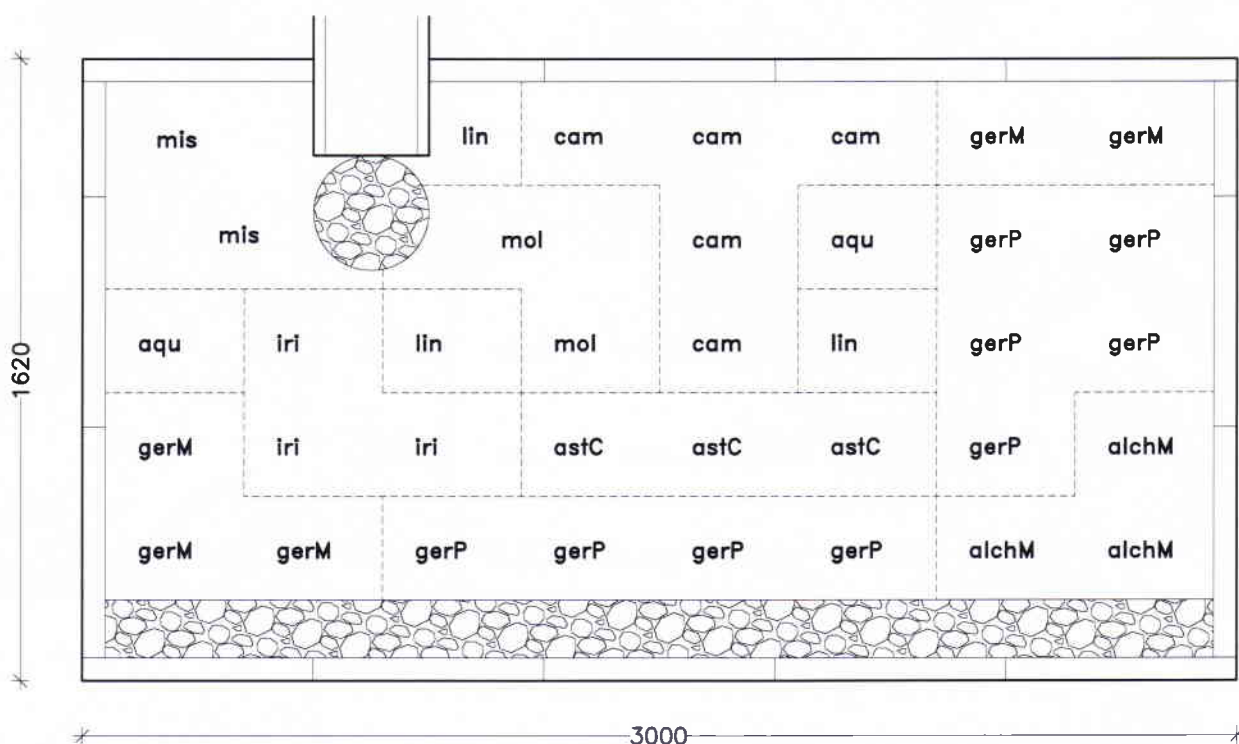 mis lin cam cam cam gerM gerM
mis mol cam aqu gerP gerP
aqu iri lin mol cam lin gerP gerP
1620
gerM iri iri astC astC astC gerP alchM
gerM gerM gerP gerP gerP gerP alchM alchM
3000